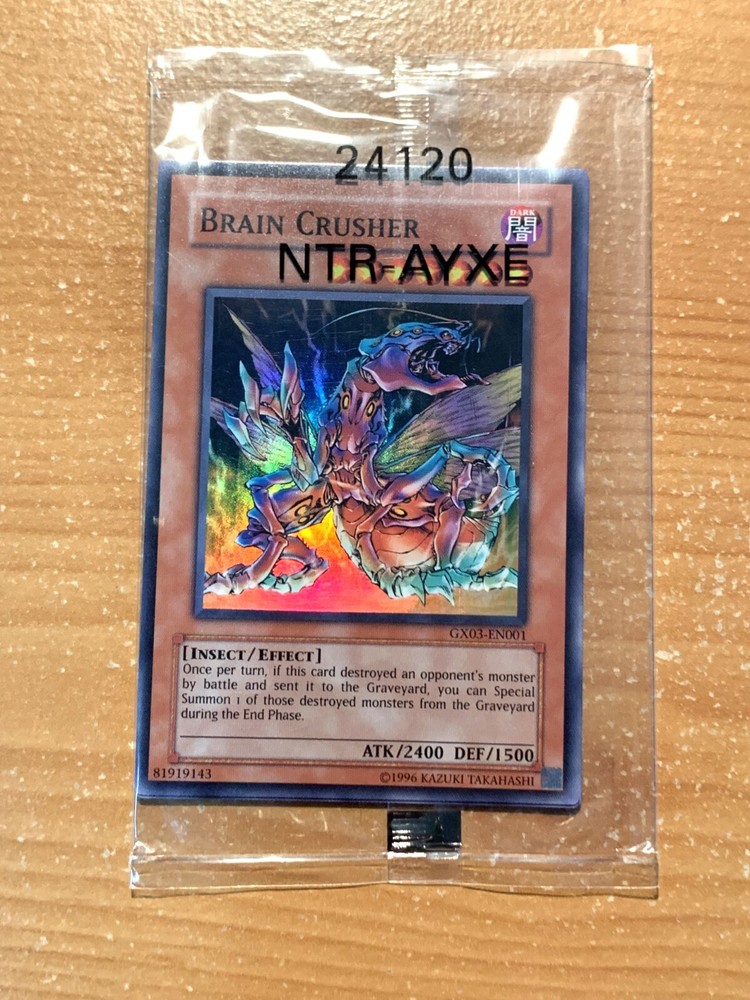 24120
BRAIN CRUSHER
DARK
闇
NTR-AYXE
GX03-EN001
[INSECT/EFFECT]
Once per turn, if this card destroyed an opponent's monster
by battle and sent it to the Graveyard, you can Special
Summon 1 of those destroyed monsters from the Graveyard
during the End Phase.
ATK/2400 DEF/1500
81919143
©1996 KAZUKI TAKAHASHI